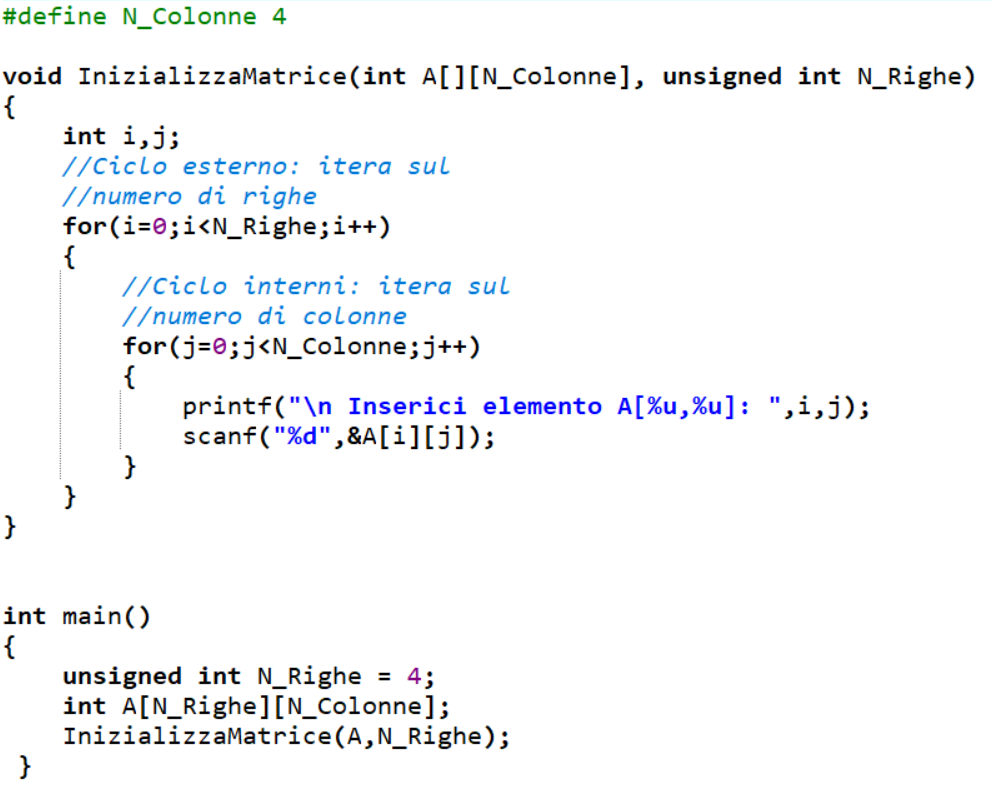 #define N_Colonne 4
void InizializzaMatrice(int A[][N_Colonne], unsigned int N_Righe)
{
int i,j;
//Ciclo esterno: itera sul
//numero di righe
for(i=0;i<N_Righe;i++)
{
//Ciclo interni: itera sul
//numero di colonne
for(j=0;j<N_Colonne;j++)
{
printf("\n Inserici elemento A[%u,%u]: ",i,j);
scanf("%d",&A[i][j]);
}
}
}
int main()
{
unsigned int N_Righe = 4;
int A[N_Righe][N_Colonne];
InizializzaMatrice(A,N_Righe);
}